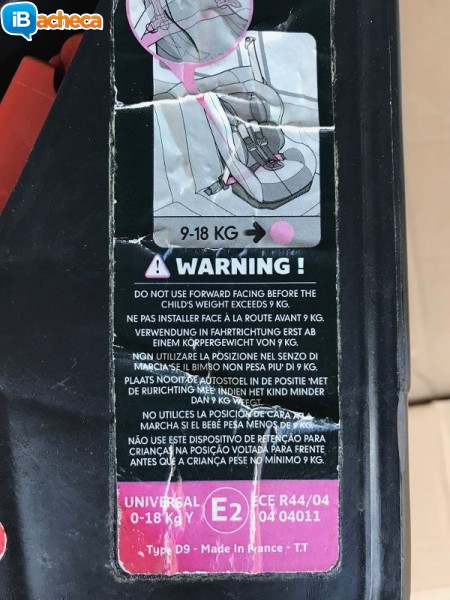 iBacheca
9-18 KG
WARNING !
DO NOT USE FORWARD FACING BEFORE THE
CHILD'S WEIGHT EXCEEDS 9 KG.
NE PAS INSTALLER FACE À LA ROUTE AVANT 9 KG.
VERWENDUNG IN FAHRTRICHTUNG ERST AB
EINEM KÖRPERGEWICHT VON 9 KG.
NON UTILIZARE LA POSIZIONE NEL SENZO DI
MARCIA SE IL BIMBO NON PESA PIU' DI 9 KG.
PLAATS NOOIT DE AUTOSTOEL IN DE POSITIE 'MET
DE RIJRICHTING MEE' INDIEN HET KIND MINDER
DAN 9 KG WEEGT.
NO UTILICES LA POSICIÓN DE CARA A LA
MARCHA SI EL BEBÉ PESA MENOS DE 9 KG.
NÃO USE ESTE DISPOSITIVO DE RETENÇÃO PARA
CRIANÇAS NA POSIÇÃO VOLTADA PARA FRENTE
ANTES QUE A CRIANÇA PESE NO MÍNIMO 9 KG.
UNIVERSAL
0-18 Kg Y
E2
ECE R44/04
04 04011
Type D9 - Made In France - T.T